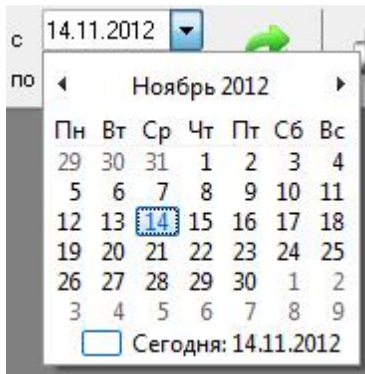 с 14.11.2012
по
Ноябрь 2012
Пн Вт Ср Чт Пт Сб Вс
29 30 31 1 2 3 4
5 6 7 8 9 10 11
12 13 14 15 16 17 18
19 20 21 22 23 24 25
26 27 28 29 30 1 2
3 4 5 6 7 8 9
Сегодня: 14.11.2012